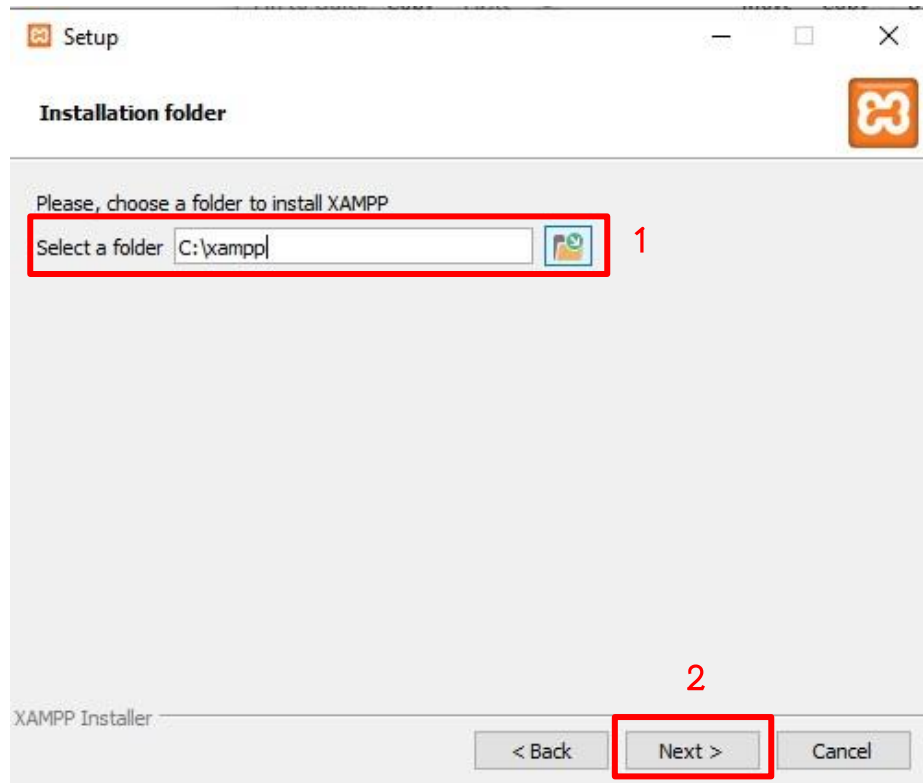 Setup
Installation folder
Please, choose a folder to install XAMPP
Select a folder C:\xampp
1
2
XAMPP Installer
< Back Next > Cancel